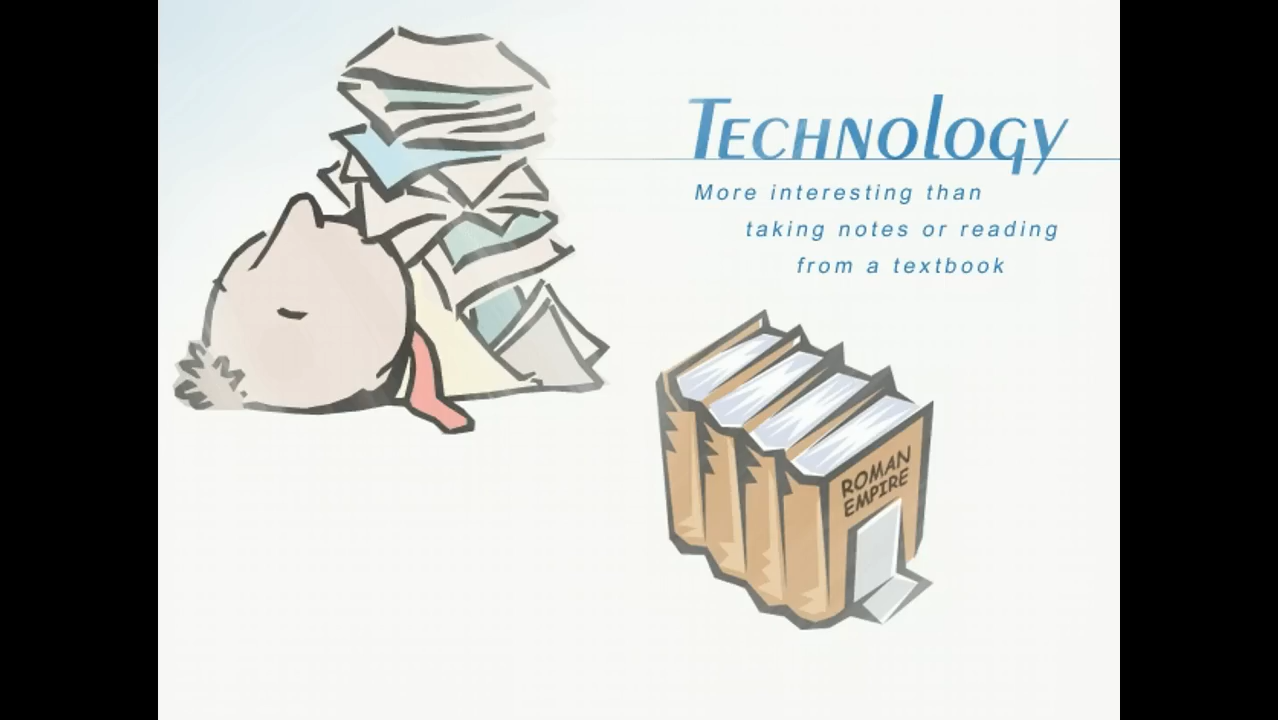 Technology
More interesting than
taking notes or reading
from a textbook
ROMAN
EMPIRE